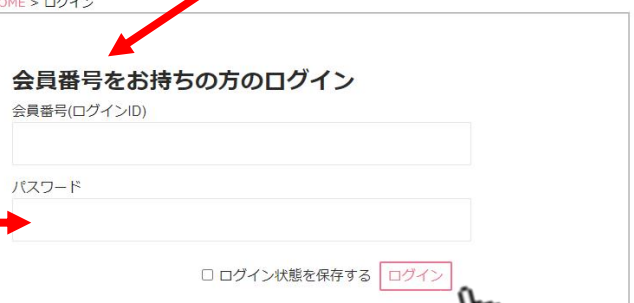 OME > ログイン
会員番号をお持ちの方のログイン
会員番号(ログインID)
パスワード
ログイン状態を保存する ログイン